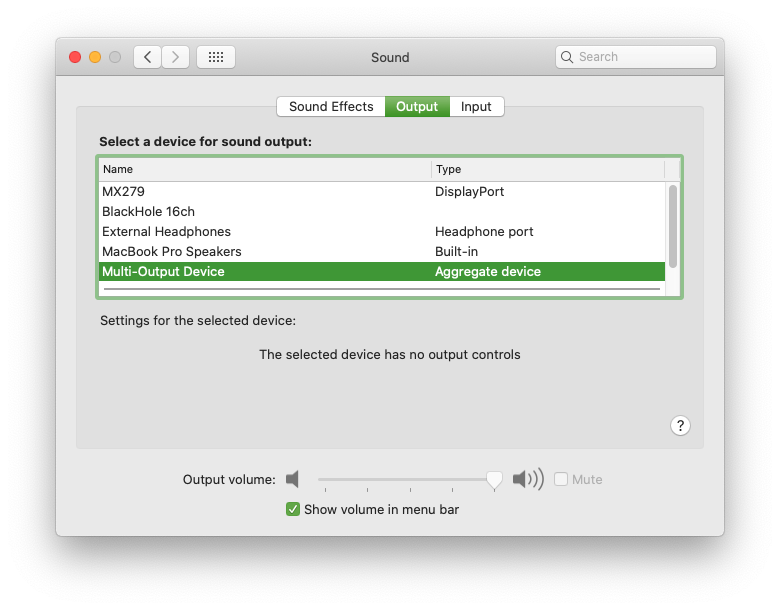 Sound
Search
Sound Effects Output Input
Select a device for sound output:
Name Type
MX279 DisplayPort
BlackHole 16ch
External Headphones Headphone port
MacBook Pro Speakers Built-in
Multi-Output Device Aggregate device
Settings for the selected device:
The selected device has no output controls
?
Output volume: Mute
Show volume in menu bar